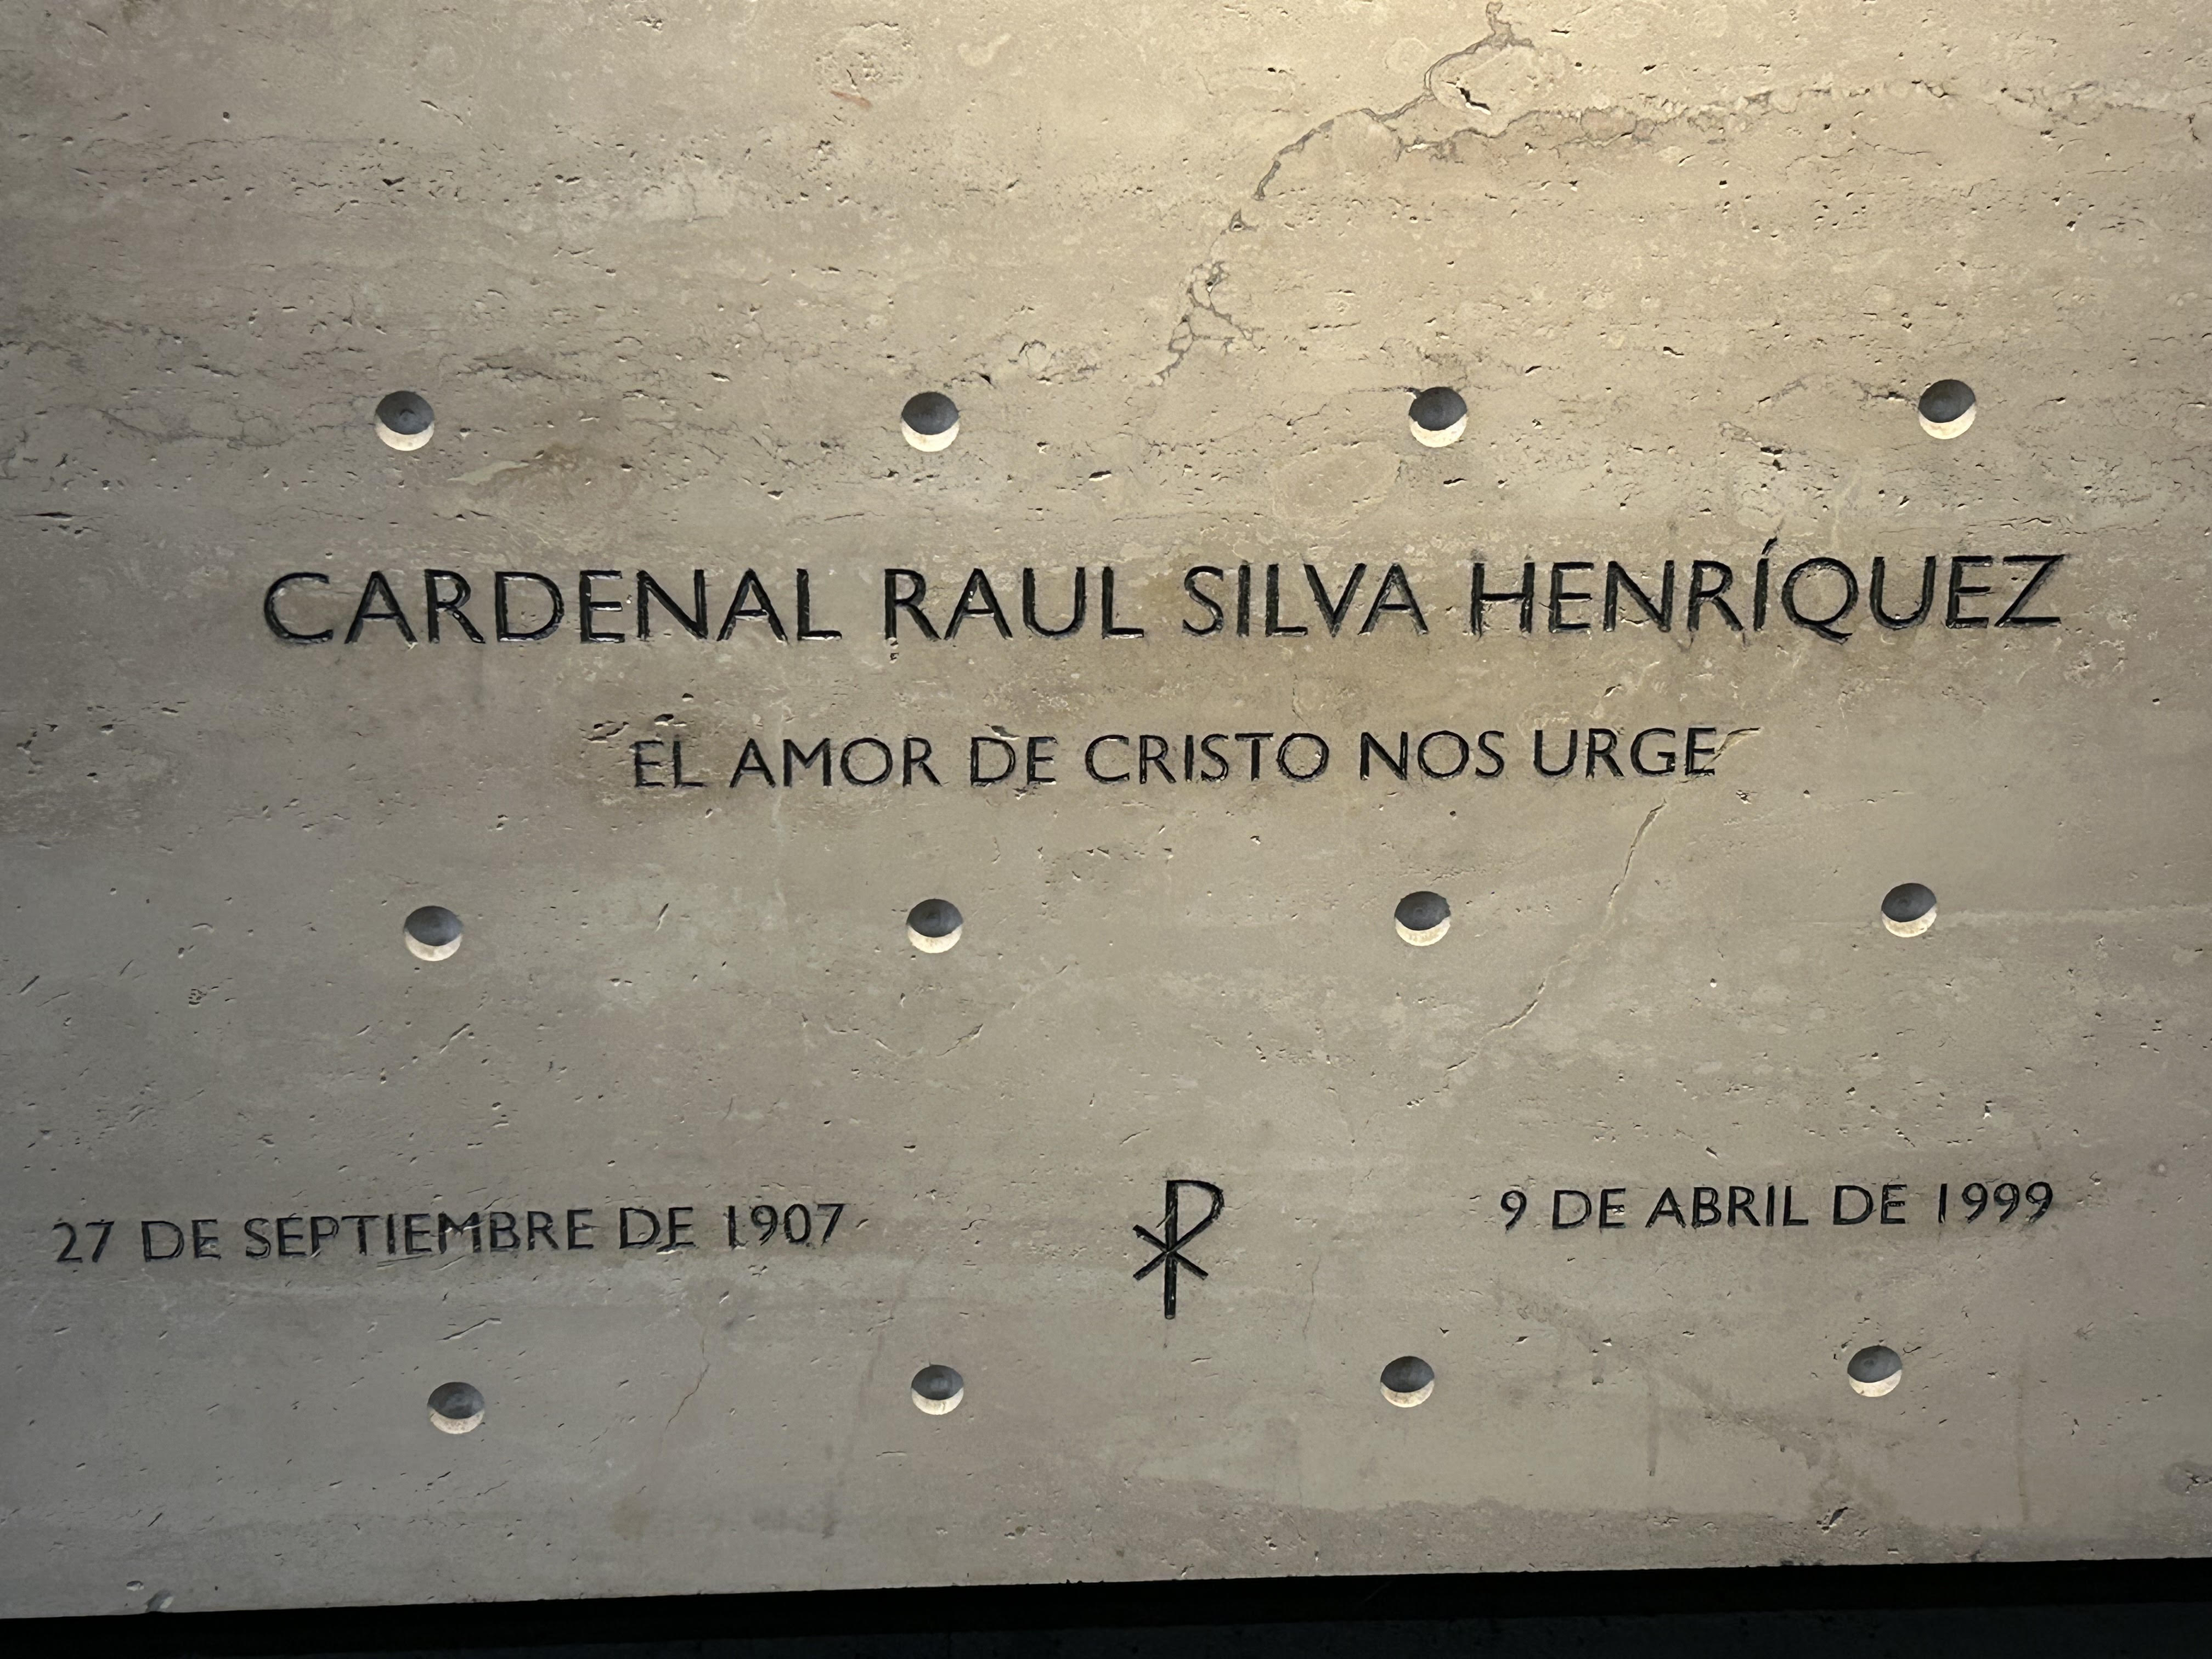 CARDENAL RAUL SILVA HENRÍQUEZ
EL AMOR DE CRISTO NOS URGE
27 DE SEPTIEMBRE DE 1907 ☧ 9 DE ABRIL DE 1999